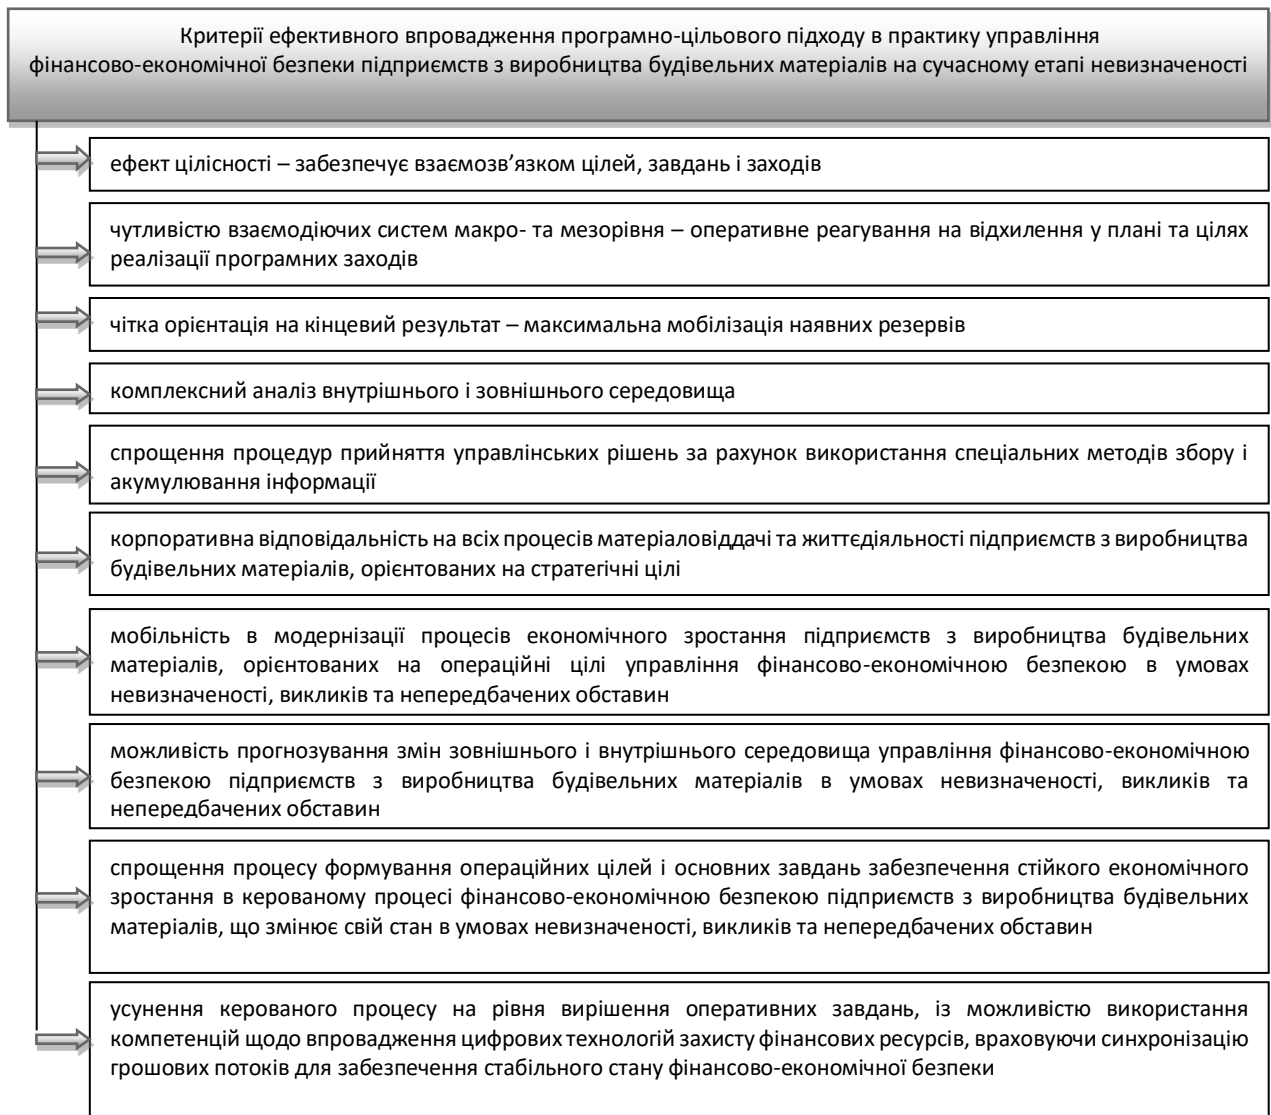 Критерії ефективного впровадження програмно-цільового підходу в практику управління
фінансово-економічної безпеки підприємств з виробництва будівельних матеріалів на сучасному етапі невизначеності
ефект цілісності – забезпечує взаємозв’язком цілей, завдань і заходів
чутливістю взаємодіючих систем макро- та мезорівня – оперативне реагування на відхилення у плані та цілях
реалізації програмних заходів
чітка орієнтація на кінцевий результат – максимальна мобілізація наявних резервів
комплексний аналіз внутрішнього і зовнішнього середовища
спрощення процедур прийняття управлінських рішень за рахунок використання спеціальних методів збору і
акумулювання інформації
корпоративна відповідальність на всіх процесів матеріаловіддачі та життєдіяльності підприємств з виробництва
будівельних матеріалів, орієнтованих на стратегічні цілі
мобільність в модернізації процесів економічного зростання підприємств з виробництва будівельних
матеріалів, орієнтованих на операційні цілі управління фінансово-економічною безпекою в умовах
невизначеності, викликів та непередбачених обставин
можливість прогнозування змін зовнішнього і внутрішнього середовища управління фінансово-економічною
безпекою підприємств з виробництва будівельних матеріалів в умовах невизначеності, викликів та
непередбачених обставин
спрощення процесу формування операційних цілей і основних завдань забезпечення стійкого економічного
зростання в керованому процесі фінансово-економічною безпекою підприємств з виробництва будівельних
матеріалів, що змінює свій стан в умовах невизначеності, викликів та непередбачених обставин
усунення керованого процесу на рівня вирішення оперативних завдань, із можливістю використання
компетенцій щодо впровадження цифрових технологій захисту фінансових ресурсів, враховуючи синхронізацію
грошових потоків для забезпечення стабільного стану фінансово-економічної безпеки